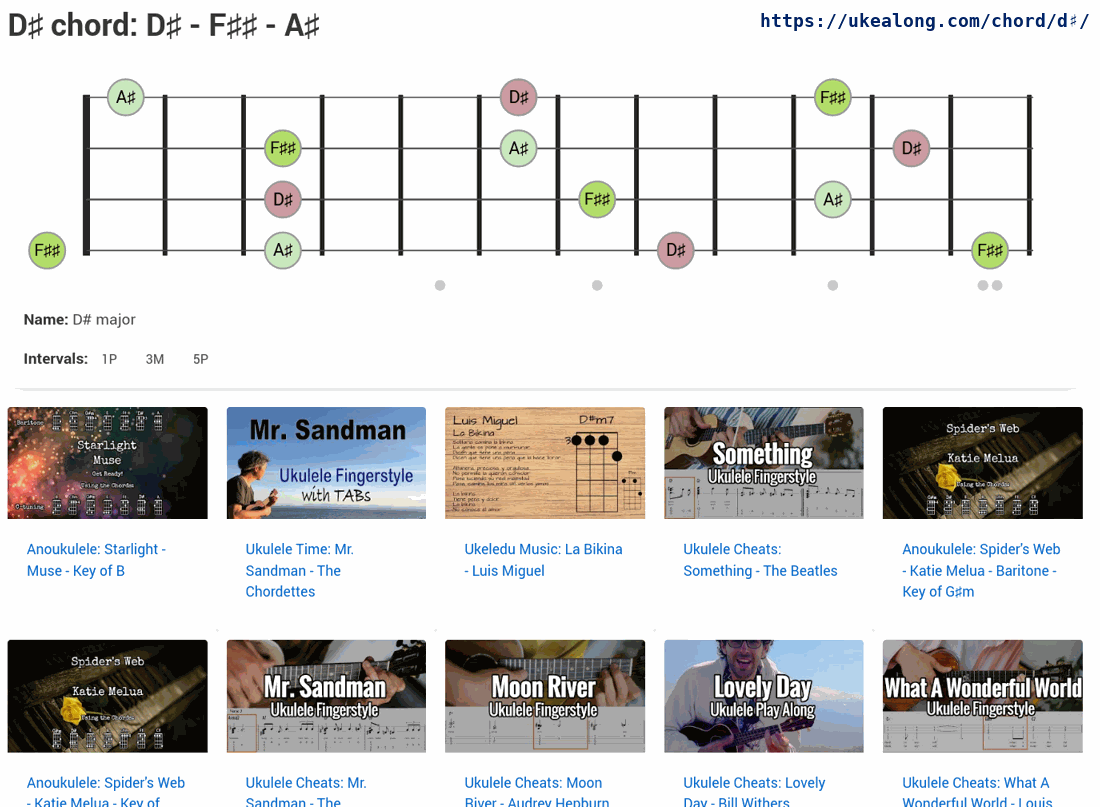 D♯ chord: D♯ - F♯♯ - A♯
https://ukealong.com/chord/d♯/
A♯ D♯ F♯♯
F♯♯ A♯ D♯
D♯ F♯♯ A♯
F♯♯ A♯ D♯ F♯♯
Name: D# major
Intervals: 1P 3M 5P
Baritone
Starlight
Muse
Get Ready!
Using the Chords:
G-tuning
Mr. Sandman
Ukulele Fingerstyle
with TABs
Luis Miguel
La Bikina
D#m7
3
Something
Ukulele Fingerstyle
Spider's Web
Katie Melua
Using the Chords:
Anoukulele: Starlight -
Muse - Key of B
Ukulele Time: Mr.
Sandman - The
Chordettes
Ukeledu Music: La Bikina
- Luis Miguel
Ukulele Cheats:
Something - The Beatles
Anoukulele: Spider's Web
- Katie Melua - Baritone -
Key of G♯m
Spider's Web
Katie Melua
Using the Chords:
Mr. Sandman
Ukulele Fingerstyle
Moon River
Ukulele Fingerstyle
Lovely Day
Ukulele Play Along
What A Wonderful World
Ukulele Fingerstyle
Anoukulele: Spider's Web
- Katie Melua - Key of
Ukulele Cheats: Mr.
Sandman - The
Ukulele Cheats: Moon
River - Audrey Hepburn
Ukulele Cheats: Lovely
Day - Bill Withers
Ukulele Cheats: What A
Wonderful World - Louis